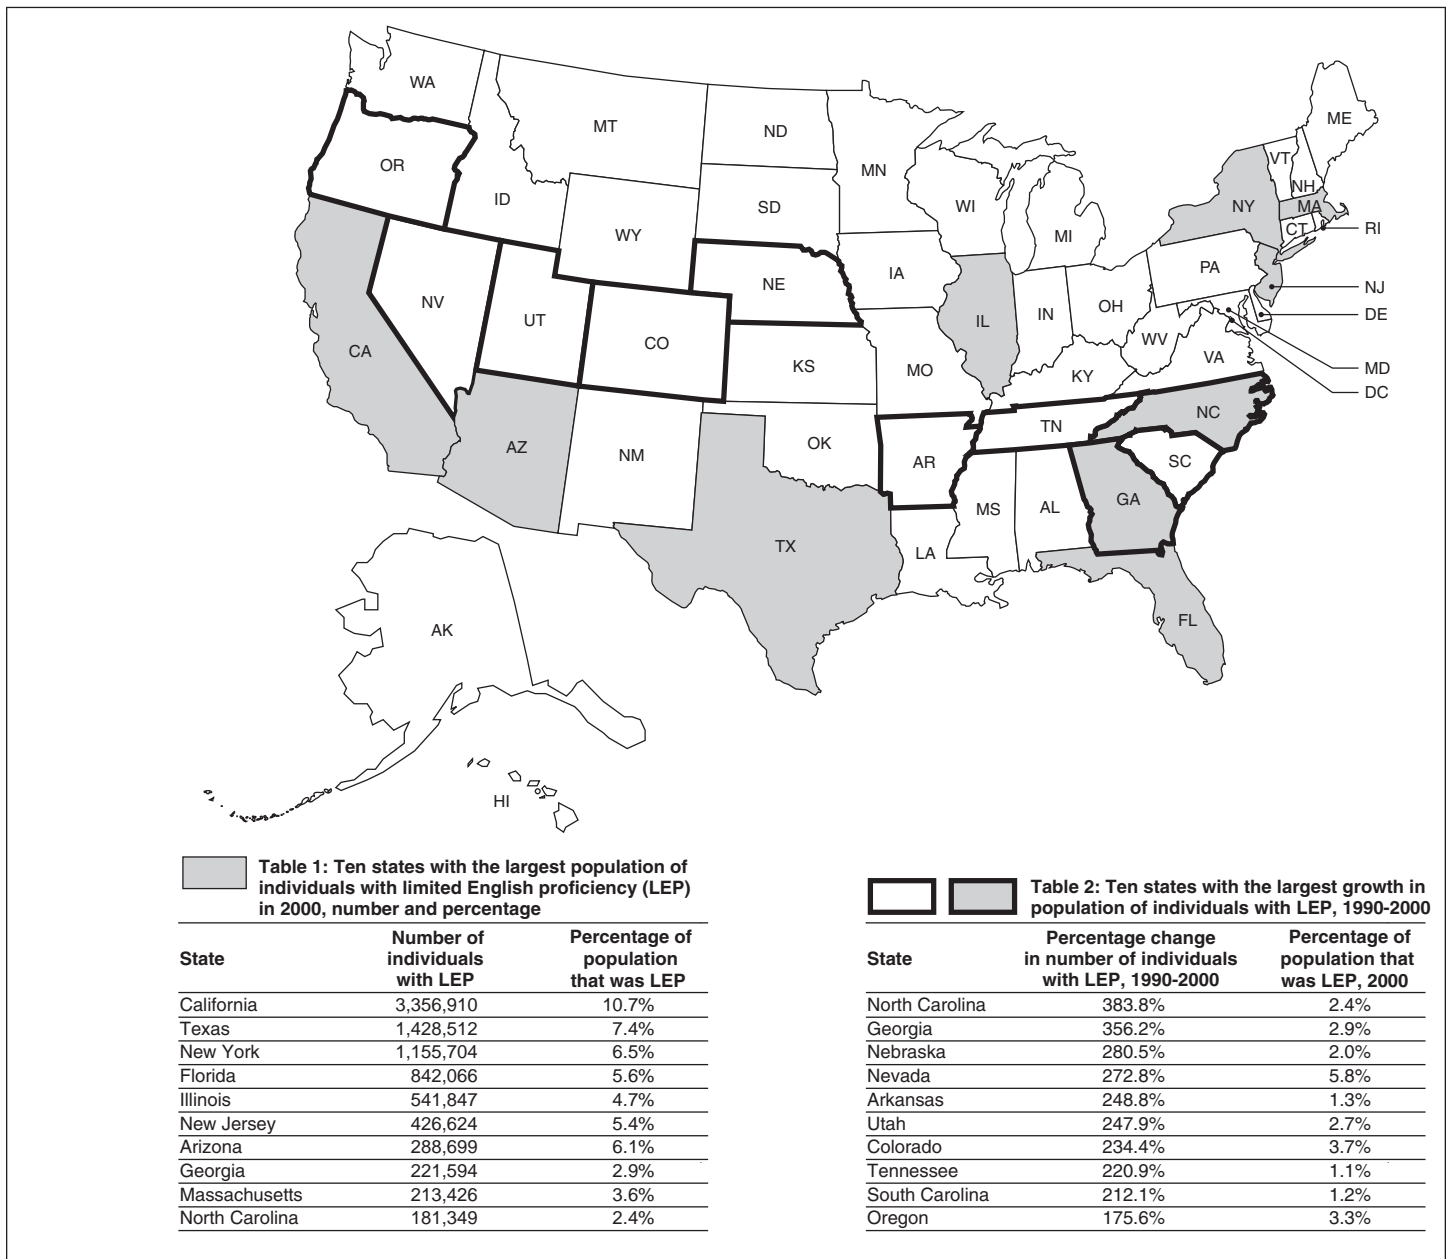 WA
MT
ND
MN
ME
OR
ID
SD
WI
VT
NH
NY
MA
WY
MI
CT
RI
NV
UT
CO
NE
IA
PA
NJ
IL
IN
OH
DE
CA
KS
MO
WV
VA
KY
MD
DC
AZ
NM
OK
AR
TN
NC
SC
MS
AL
GA
TX
LA
FL
AK
HI
Table 1: Ten states with the largest population of
individuals with limited English proficiency (LEP)
in 2000, number and percentage
State
Number of
individuals
with LEP
Percentage of
population
that was LEP
California 3,356,910 10.7%
Texas 1,428,512 7.4%
New York 1,155,704 6.5%
Florida 842,066 5.6%
Illinois 541,847 4.7%
New Jersey 426,624 5.4%
Arizona 288,699 6.1%
Georgia 221,594 2.9%
Massachusetts 213,426 3.6%
North Carolina 181,349 2.4%
Table 2: Ten states with the largest growth in
population of individuals with LEP, 1990-2000
State
Percentage change
in number of individuals
with LEP, 1990-2000
Percentage of
population that
was LEP, 2000
North Carolina 383.8% 2.4%
Georgia 356.2% 2.9%
Nebraska 280.5% 2.0%
Nevada 272.8% 5.8%
Arkansas 248.8% 1.3%
Utah 247.9% 2.7%
Colorado 234.4% 3.7%
Tennessee 220.9% 1.1%
South Carolina 212.1% 1.2%
Oregon 175.6% 3.3%